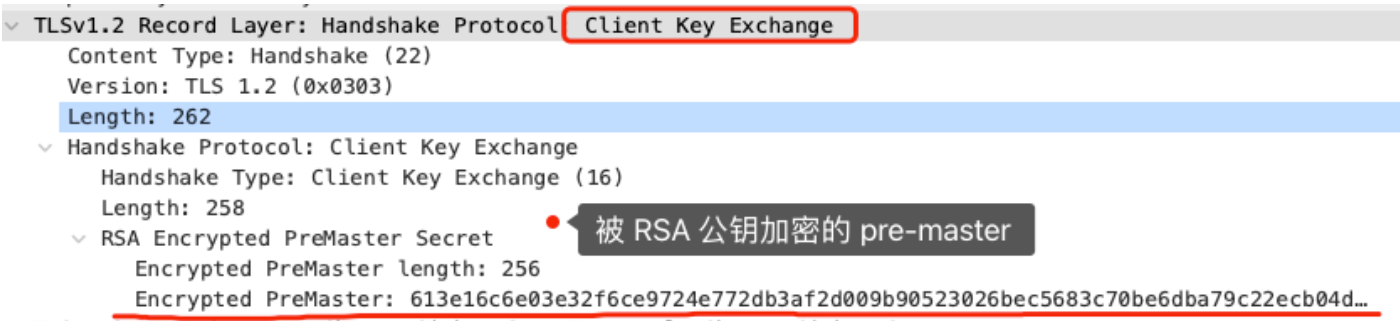 TLSv1.2 Record Layer: Handshake Protocol: Client Key Exchange
Content Type: Handshake (22)
Version: TLS 1.2 (0x0303)
Length: 262
Handshake Protocol: Client Key Exchange
Handshake Type: Client Key Exchange (16)
Length: 258
被 RSA 公钥加密的 pre-master
RSA Encrypted PreMaster Secret
Encrypted PreMaster length: 256
Encrypted PreMaster: 613e16c6e03e32f6ce9724e772db3af2d009b90523026bec5683c70be6dba79c22ecb04d…